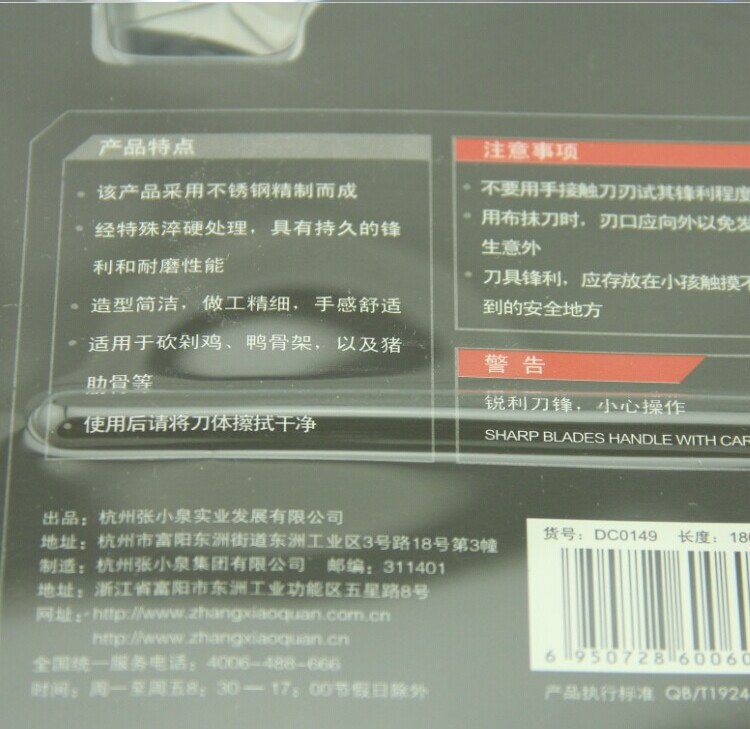 产品特点
• 该产品采用不锈钢精制而成
• 经特殊淬硬处理，具有持久的锋
利和耐磨性能
• 造型简洁，做工精细，手感舒适
• 适用于砍剁鸡、鸭骨架，以及猪
肋骨等
• 使用后请将刀体擦拭干净
注意事项
• 不要用手接触刀刃试其锋利程度
• 用布抹刀时，刃口应向外以免发
生意外
• 刀具锋利，应存放在小孩触摸不
到的安全地方
警告
锐利刀锋，小心操作
SHARP BLADES HANDLE WITH CAR
出品：杭州张小泉实业发展有限公司
地址：杭州市富阳东洲街道东洲工业区3号路18号第3幢
制造：杭州张小泉集团有限公司 邮编：311401
地址：浙江省富阳市东洲工业功能区五星路8号
网址：http://www.zhangxiaoquan.com.cn
http://www.zhangxiaoquan.cn
全国统一服务电话：4006-488-666
时间：周一至周五8：30—17：00节假日除外
货号：DC0149 长度：180
6 950728 60060
产品执行标准 QB/T1924